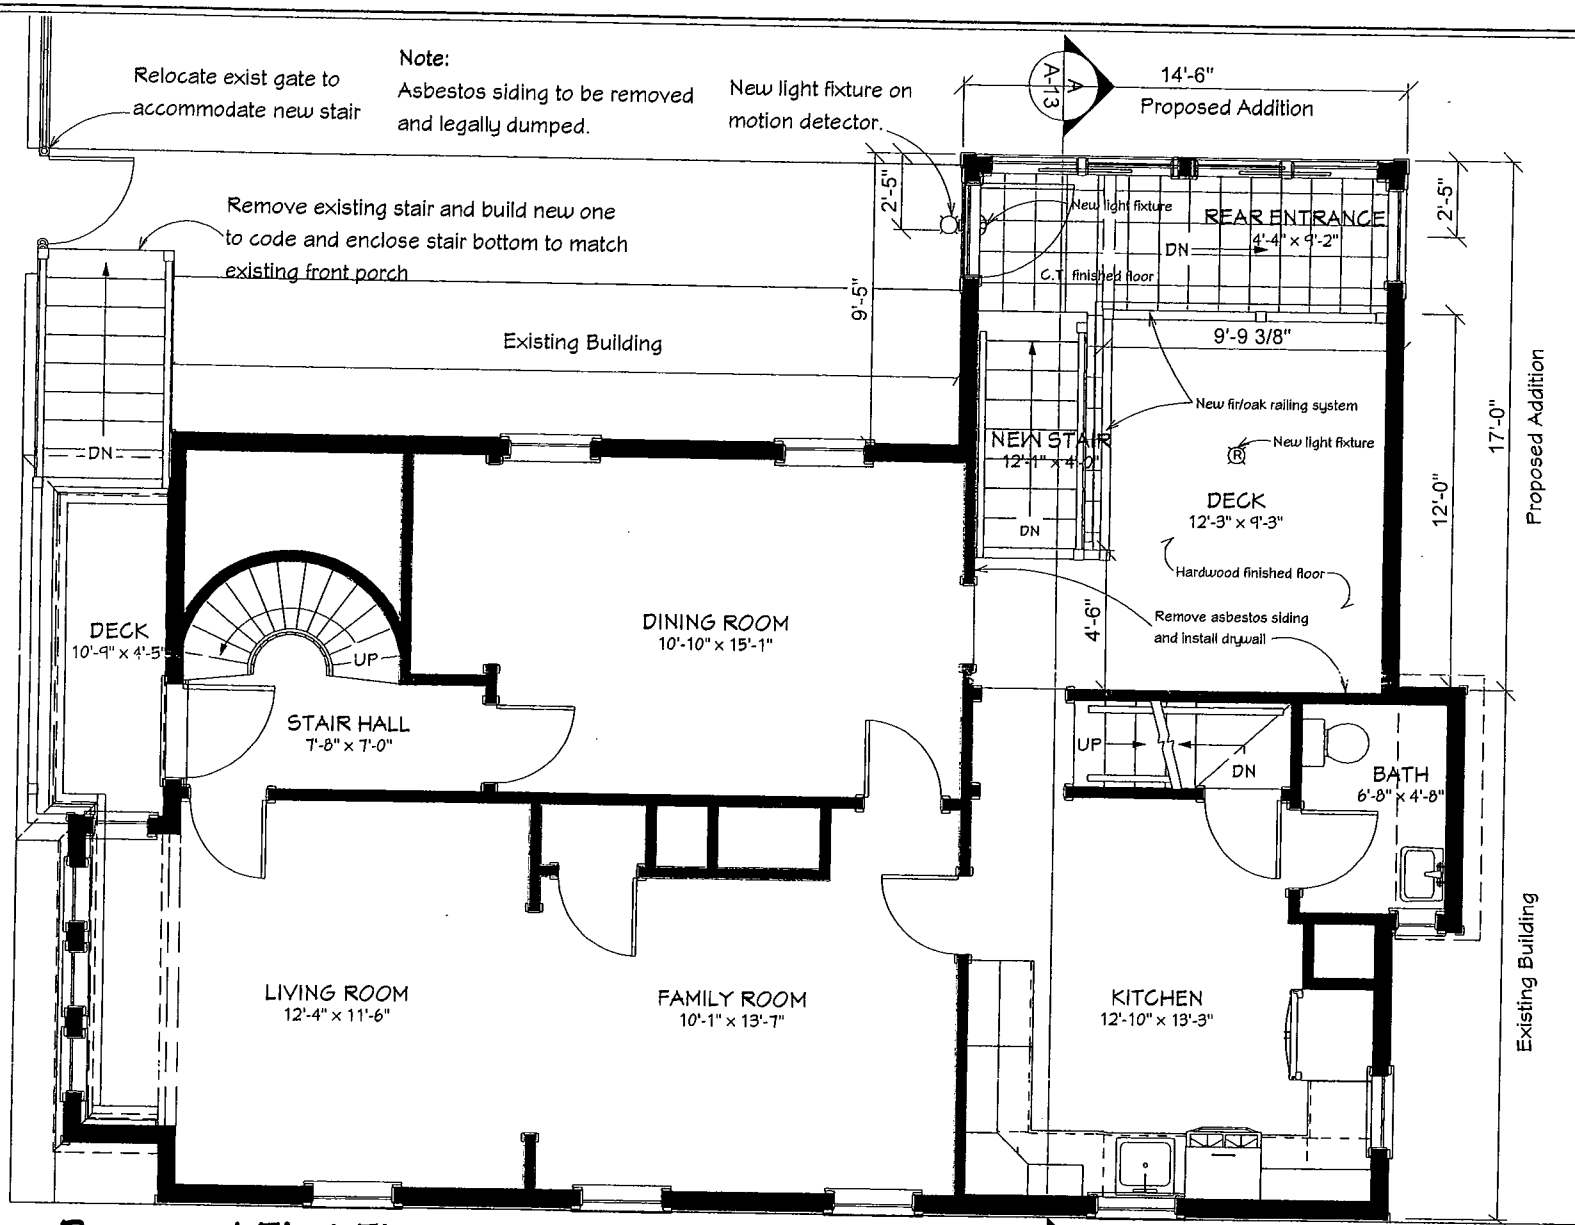 Relocate exist gate to
accommodate new stair
Note:
Asbestos siding to be removed
and legally dumped.
New light fixture on
motion detector.
A
A-13
14'-6"
Proposed Addition
Remove existing stair and build new one
to code and enclose stair bottom to match
existing front porch
2'-5"
9'-5"
New light fixture
REAR ENTRANCE
4'-4" x 9'-2"
DN
C.T. finished floor
2'-5"
Existing Building
9'-9 3/8"
New fir/oak railing system
17'-0"
Proposed Addition
DN
NEW STAIR
12'-1" x 4'-0"
New light fixture
R
12'-0"
DECK
12'-3" x 9'-3"
DN
Hardwood finished floor
DECK
10'-9" x 4'-5"
UP
DINING ROOM
10'-10" x 15'-1"
4'-6"
Remove asbestos siding
and install drywall
STAIR HALL
7'-8" x 7'-0"
UP
DN
BATH
6'-8" x 4'-8"
LIVING ROOM
12'-4" x 11'-6"
FAMILY ROOM
10'-1" x 13'-7"
KITCHEN
12'-10" x 13'-3"
Existing Building